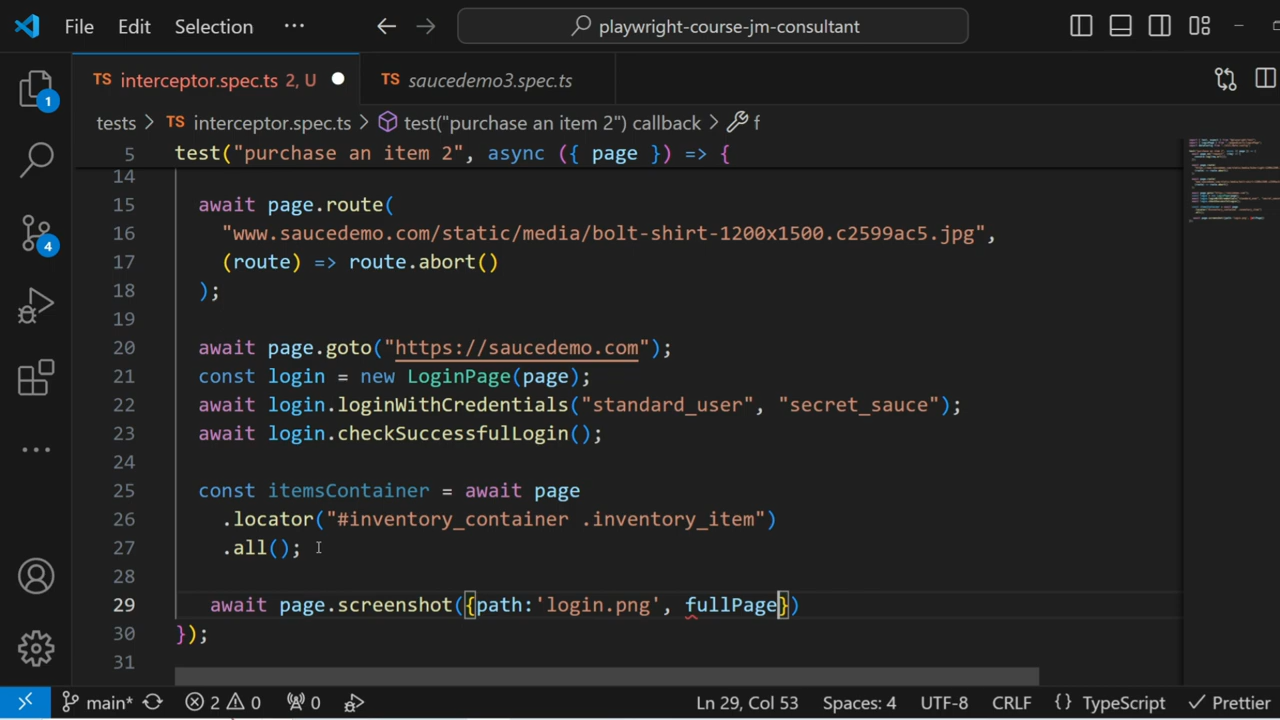 File Edit Selection ··· playwright-course-jm-consultant
TS interceptor.spec.ts 2, U TS saucedemo3.spec.ts
tests > TS interceptor.spec.ts > test("purchase an item 2") callback > f
5 test("purchase an item 2", async ({ page }) => {
14
15 await page.route(
16 "www.saucedemo.com/static/media/bolt-shirt-1200x1500.c2599ac5.jpg",
17 (route) => route.abort()
18 );
19
20 await page.goto("https://saucedemo.com");
21 const login = new LoginPage(page);
22 await login.loginWithCredentials("standard_user", "secret_sauce");
23 await login.checkSuccessfulLogin();
24
25 const itemsContainer = await page
26 .locator("#inventory_container .inventory_item")
27 .all();
28
29 await page.screenshot({path:'login.png', fullPage})
30 });
31
1
4
main* 2 0 0 Ln 29, Col 53 Spaces: 4 UTF-8 CRLF {} TypeScript Prettier